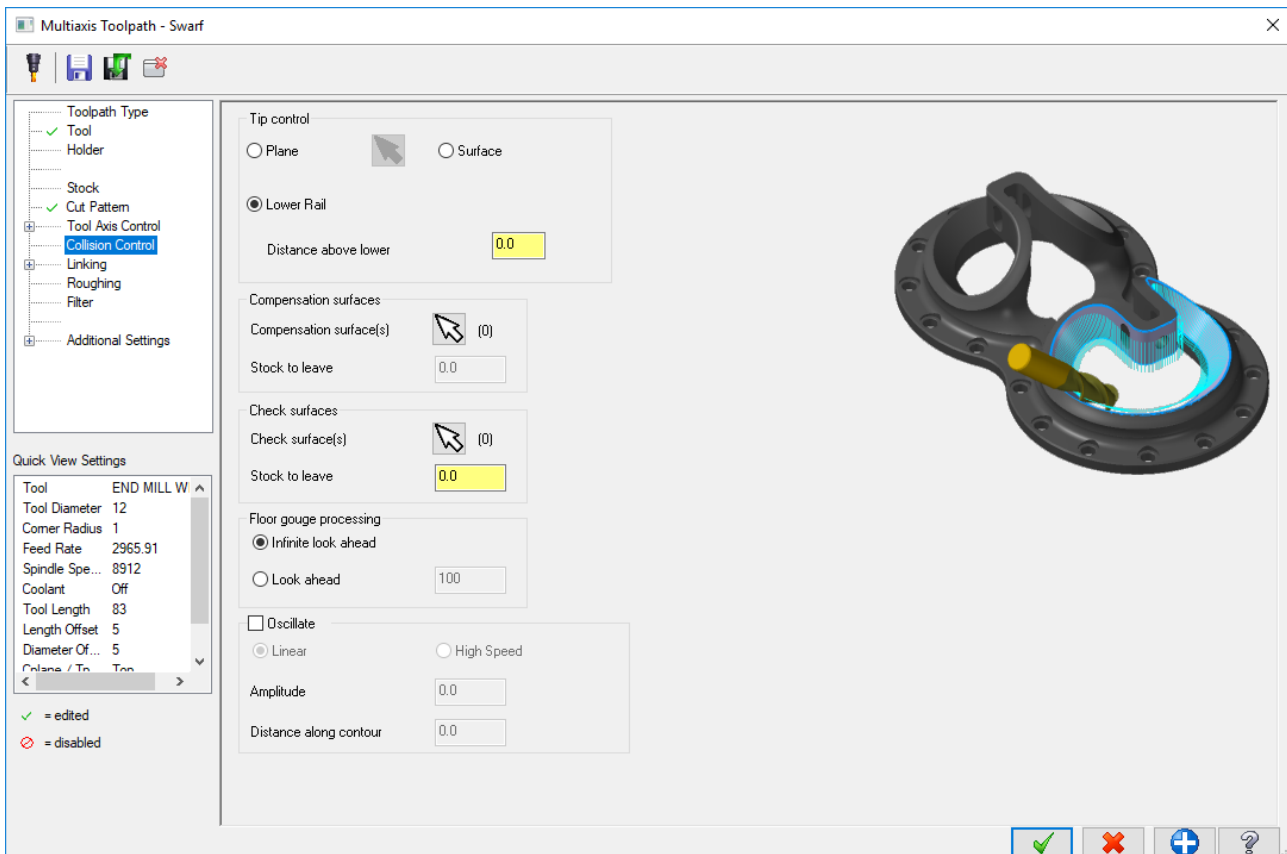 Multiaxis Toolpath - Swarf
Toolpath Type
Tool
Holder
Stock
Cut Pattern
Tool Axis Control
Collision Control
Linking
Roughing
Filter
Additional Settings
Quick View Settings
Tool END MILL W
Tool Diameter 12
Corner Radius 1
Feed Rate 2965.91
Spindle Spe... 8912
Coolant Off
Tool Length 83
Length Offset 5
Diameter Of... 5
Cplane / Tp Top
= edited
= disabled
Tip control
Plane Surface
Lower Rail
Distance above lower 0.0
Compensation surfaces
Compensation surface(s) (0)
Stock to leave 0.0
Check surfaces
Check surface(s) (0)
Stock to leave 0.0
Floor gouge processing
Infinite look ahead
Look ahead 100
Oscillate
Linear High Speed
Amplitude 0.0
Distance along contour 0.0